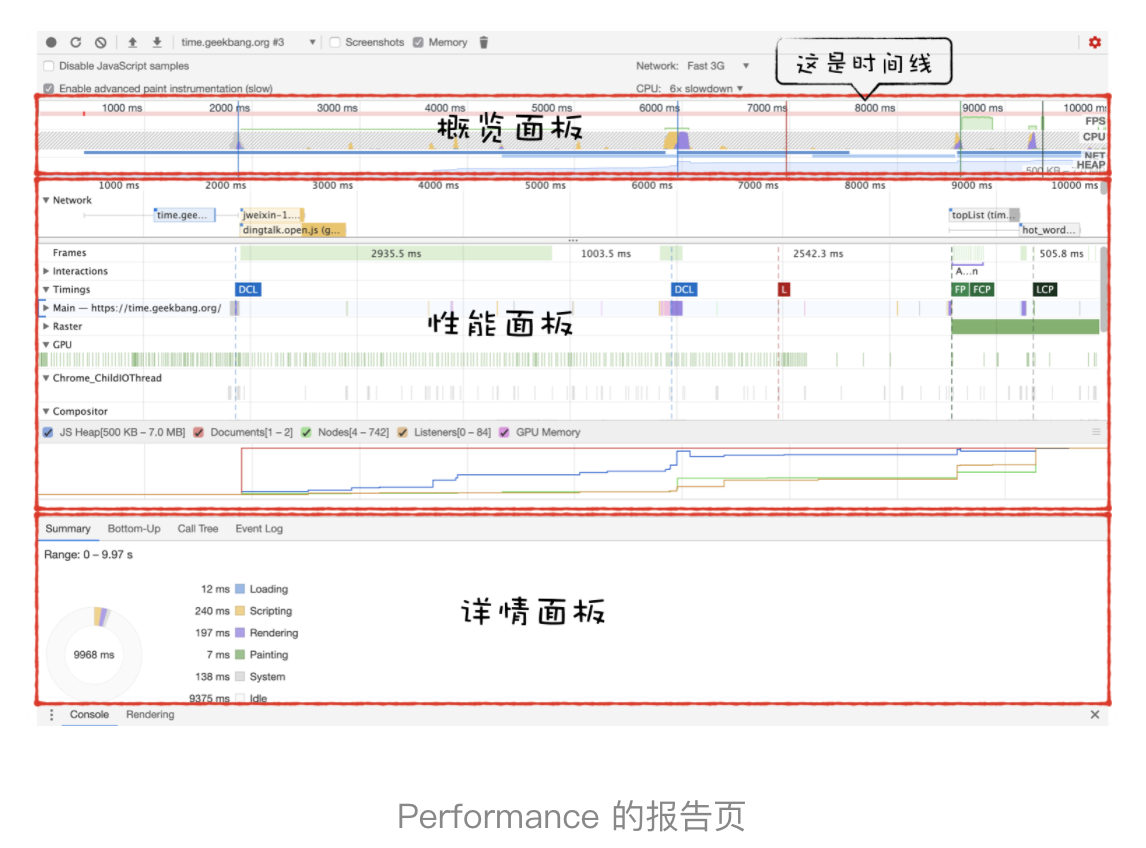 time.geekbang.org #3 Screenshots Memory
Disable JavaScript samples Network: Fast 3G 这是时间线
Enable advanced paint instrumentation (slow) CPU: 6× slowdown
1000 ms 2000 ms 3000 ms 4000 ms 5000 ms 6000 ms 7000 ms 8000 ms 9000 ms 10000 ms
FPS
概览面板
CPU
NET
HEAP
1000 ms 2000 ms 3000 ms 4000 ms 5000 ms 6000 ms 7000 ms 8000 ms 9000 ms 10000 ms
Network
time.gee... jweixin-1.... topList (tim...
dingtalk.open.js (g... hot_word...
Frames 2935.5 ms 1003.5 ms 2542.3 ms 505.8 ms
Interactions A...n
Timings DCL DCL L FP FCP LCP
Main — https://time.geekbang.org/
性能面板
Raster
GPU
Chrome_ChildIOThread
Compositor
JS Heap[500 KB – 7.0 MB] Documents[1 – 2] Nodes[4 – 742] Listeners[0 – 84] GPU Memory
Summary Bottom-Up Call Tree Event Log
Range: 0 – 9.97 s
12 ms Loading
240 ms Scripting
详情面板
197 ms Rendering
9968 ms
7 ms Painting
138 ms System
9375 ms Idle
Console Rendering
Performance 的报告页